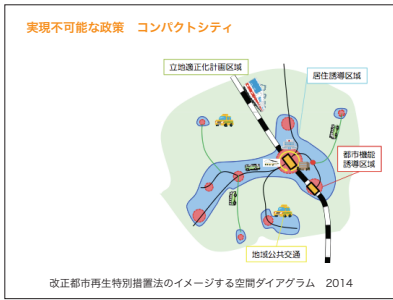 実現不可能な政策　コンパクトシティ
立地適正化計画区域
居住誘導区域
都市機能
誘導区域
地域公共交通
改正都市再生特別措置法のイメージする空間ダイアグラム　2014